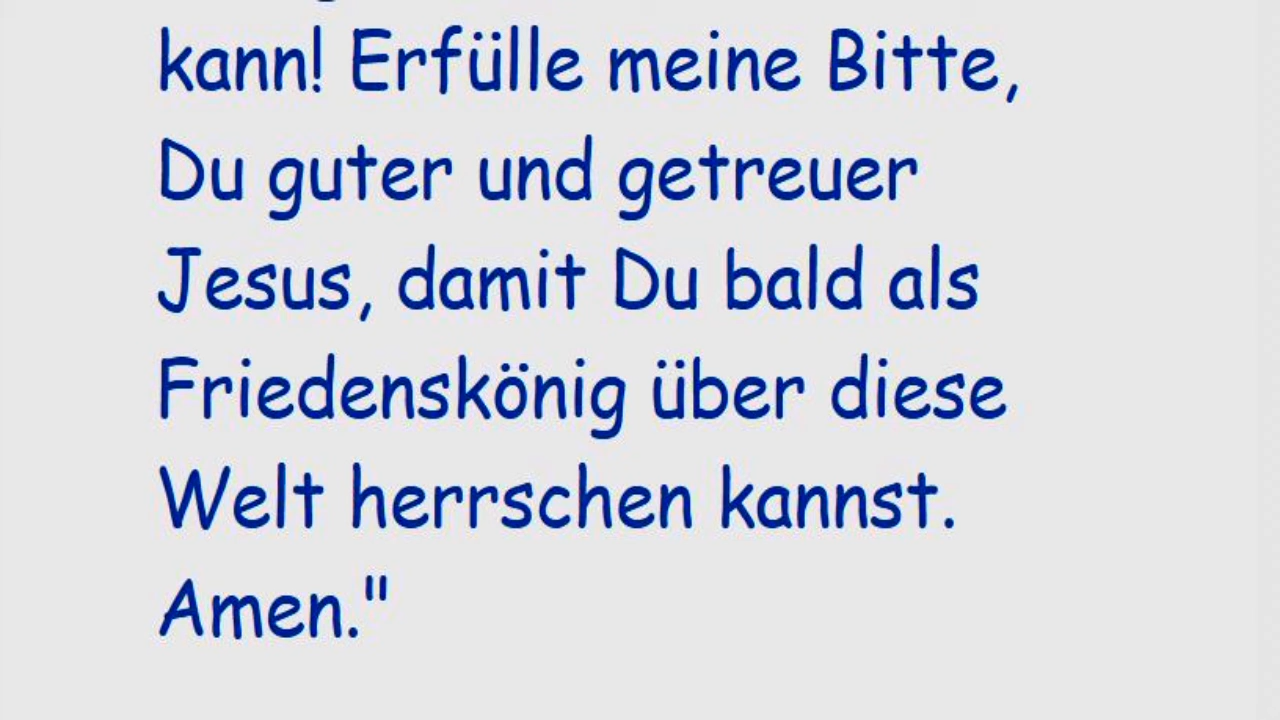 kann! Erfülle meine Bitte,
Du guter und getreuer
Jesus, damit Du bald als
Friedenskönig über diese
Welt herrschen kannst.
Amen."